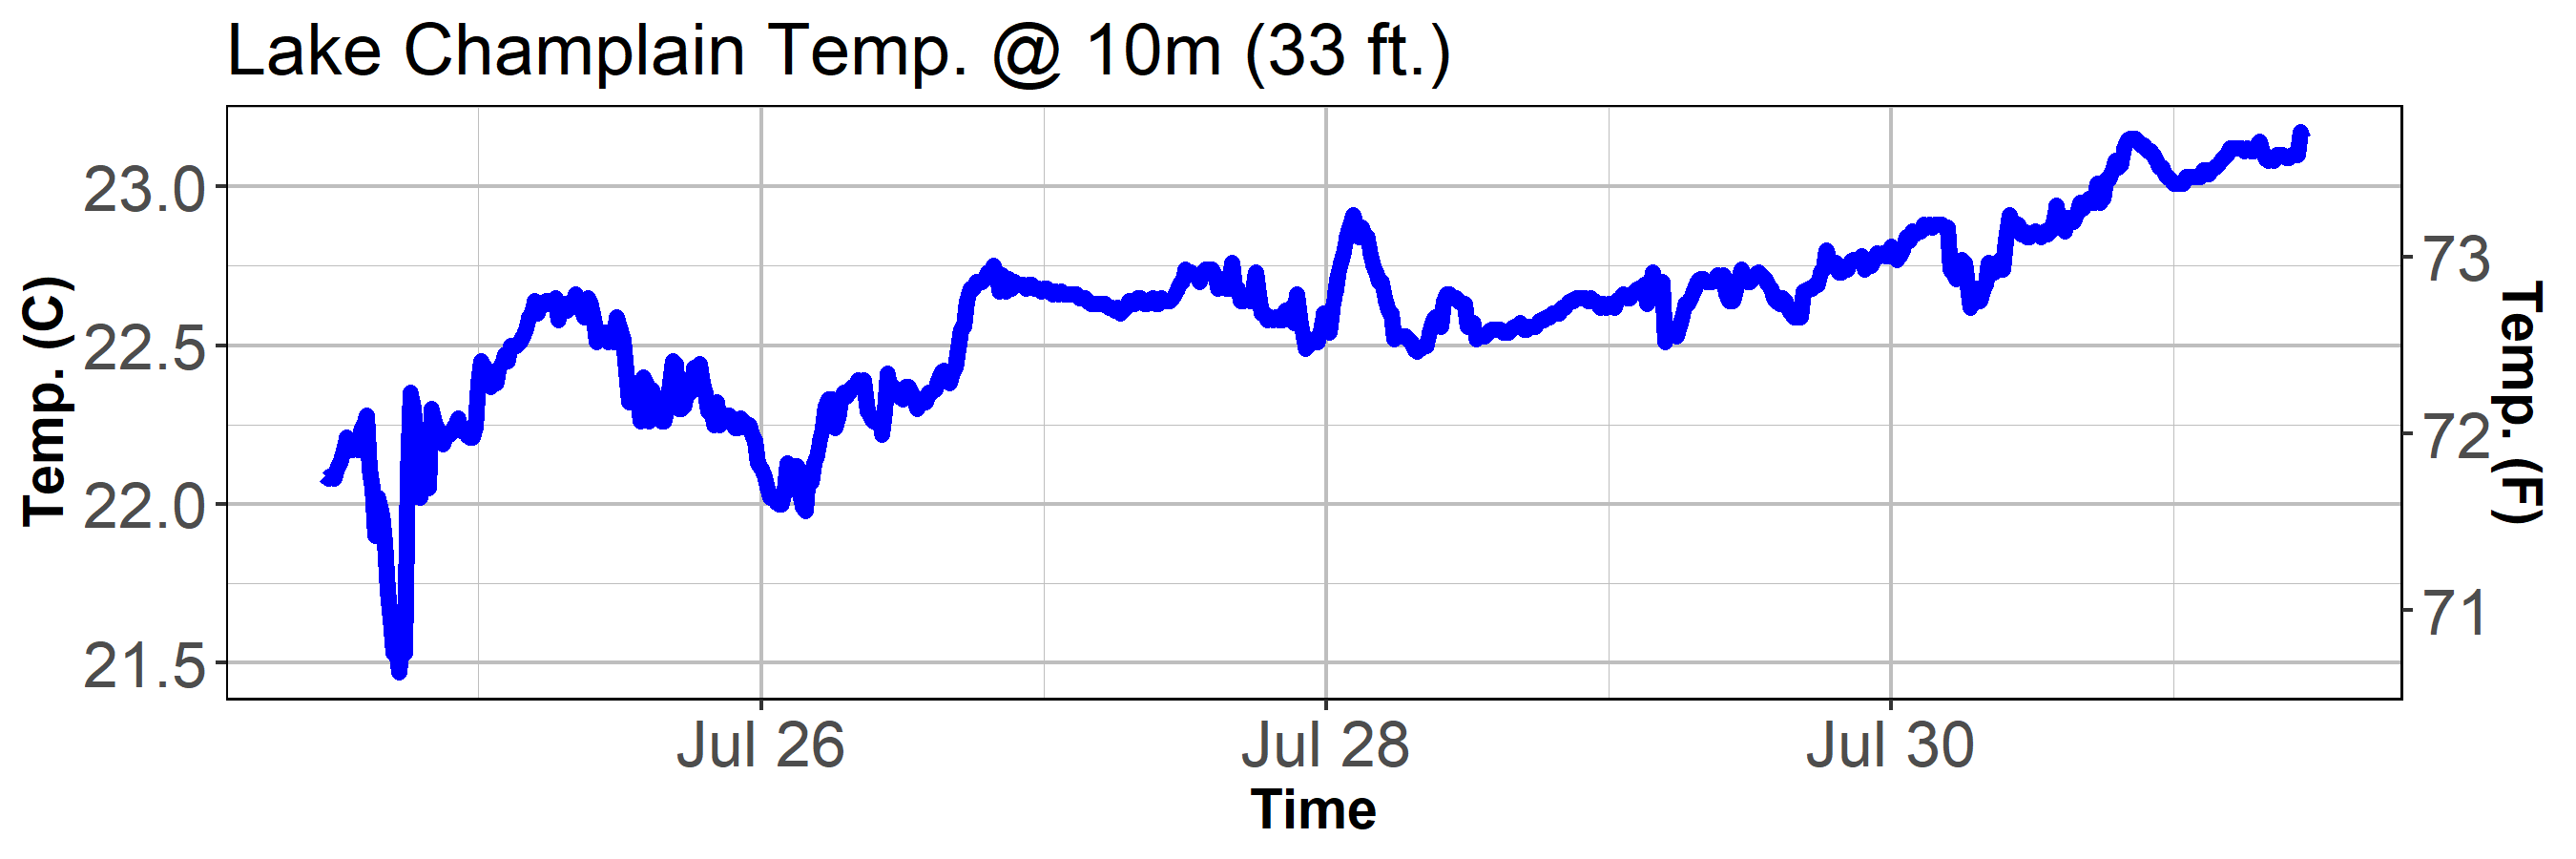 Lake Champlain Temp. @ 10m (33 ft.)
Temp. (C)
23.0
22.5
22.0
21.5
73
72
71
Temp. (F)
Jul 26 Jul 28 Jul 30
Time